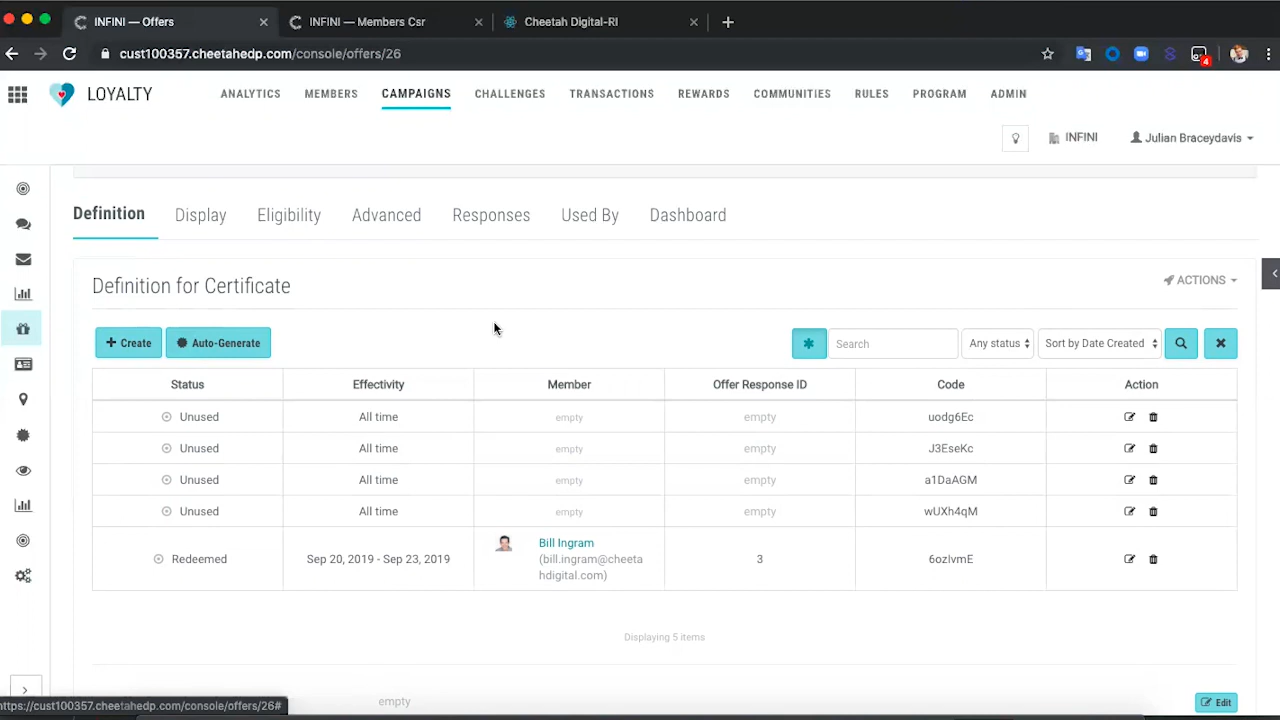 INFINI — Offers
INFINI — Members Csr
Cheetah Digital-RI
cust100357.cheetahedp.com/console/offers/26
4
LOYALTY
ANALYTICS
MEMBERS
CAMPAIGNS
CHALLENGES
TRANSACTIONS
REWARDS
COMMUNITIES
RULES
PROGRAM
ADMIN
INFINI
Julian Braceydavis
Definition
Display
Eligibility
Advanced
Responses
Used By
Dashboard
Definition for Certificate
ACTIONS
Create
Auto-Generate
Search
Any status
Sort by Date Created
Status
Effectivity
Member
Offer Response ID
Code
Action
Unused
All time
empty
empty
uodg6Ec
Unused
All time
empty
empty
J3EseKc
Unused
All time
empty
empty
a1DaAGM
Unused
All time
empty
empty
wUXh4qM
Redeemed
Sep 20, 2019 - Sep 23, 2019
Bill Ingram
(bill.ingram@cheeta
hdigital.com)
3
6ozIvmE
Displaying 5 items
empty
Edit
https://cust100357.cheetahedp.com/console/offers/26#